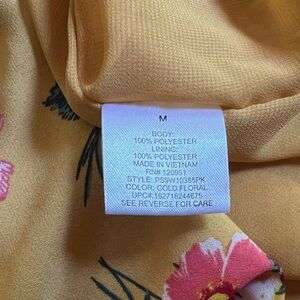 M
BODY:
100% POLYESTER
LINING:
100% POLYESTER
MADE IN VIETNAM
RN# 120951
STYLE: PS9W10385PK
COLOR: GOLD FLORAL
UPC#: 192718244675
SEE REVERSE FOR CARE